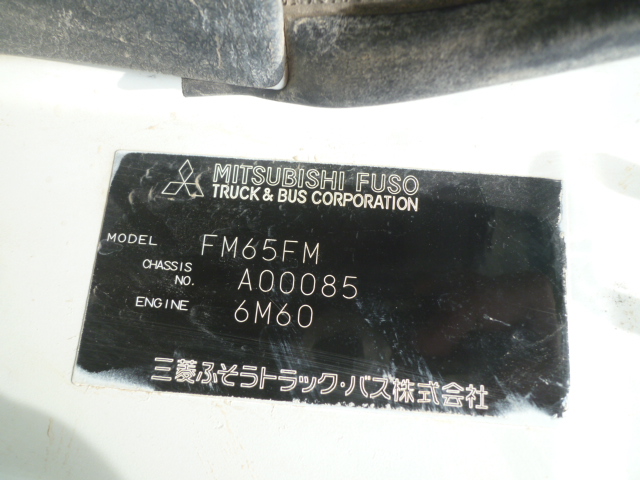 MITSUBISHI FUSO
TRUCK & BUS CORPORATION
MODEL FM65FM
CHASSIS NO. A00085
ENGINE 6M60
三菱ふそうトラック・バス株式会社